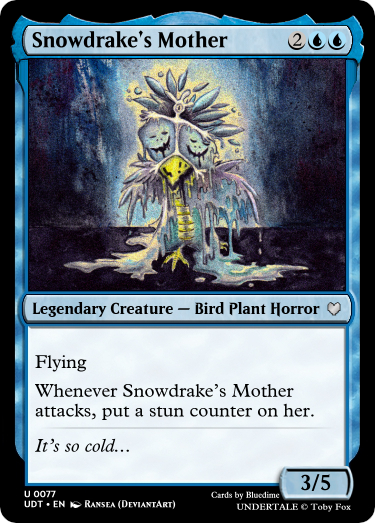 Snowdrake's Mother 2
Legendary Creature — Bird Plant Horror
Flying
Whenever Snowdrake's Mother
attacks, put a stun counter on her.
It's so cold…
3/5
U 0077
UDT • EN Ransea (DeviantArt)
Cards by Bluedime
UNDERTALE © Toby Fox